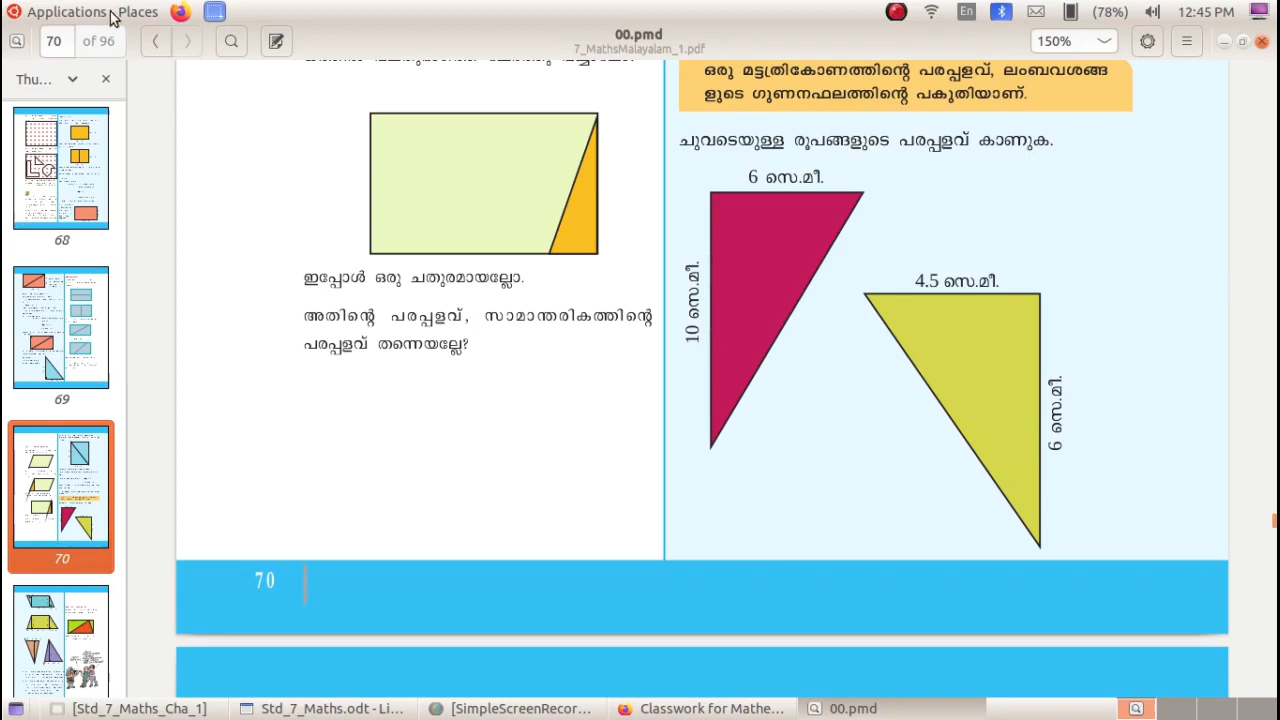 Applications Places En (78%) 12:45 PM
70 of 96 00.pmd 7_MathsMalayalam_1.pdf 150%
Thu...
68
69
70
ഇപ്പോൾ ഒരു ചതുരമായല്ലോ.
അതിന്റെ പരപ്പളവ്, സാമാന്തരികത്തിന്റെ
പരപ്പളവ് തന്നെയല്ലേ?
ഒരു മട്ടത്രികോണത്തിന്റെ പരപ്പളവ്, ലംബവശങ്ങ
ളുടെ ഗുണനഫലത്തിന്റെ പകുതിയാണ്.
ചുവടെയുള്ള രൂപങ്ങളുടെ പരപ്പളവ് കാണുക.
6 സെ.മീ.
10 സെ.മീ.
4.5 സെ.മീ.
6 സെ.മീ.
70
[Std_7_Maths_Cha_1] Std_7_Maths.odt - Li... [SimpleScreenRecor... Classwork for Mathe... 00.pmd